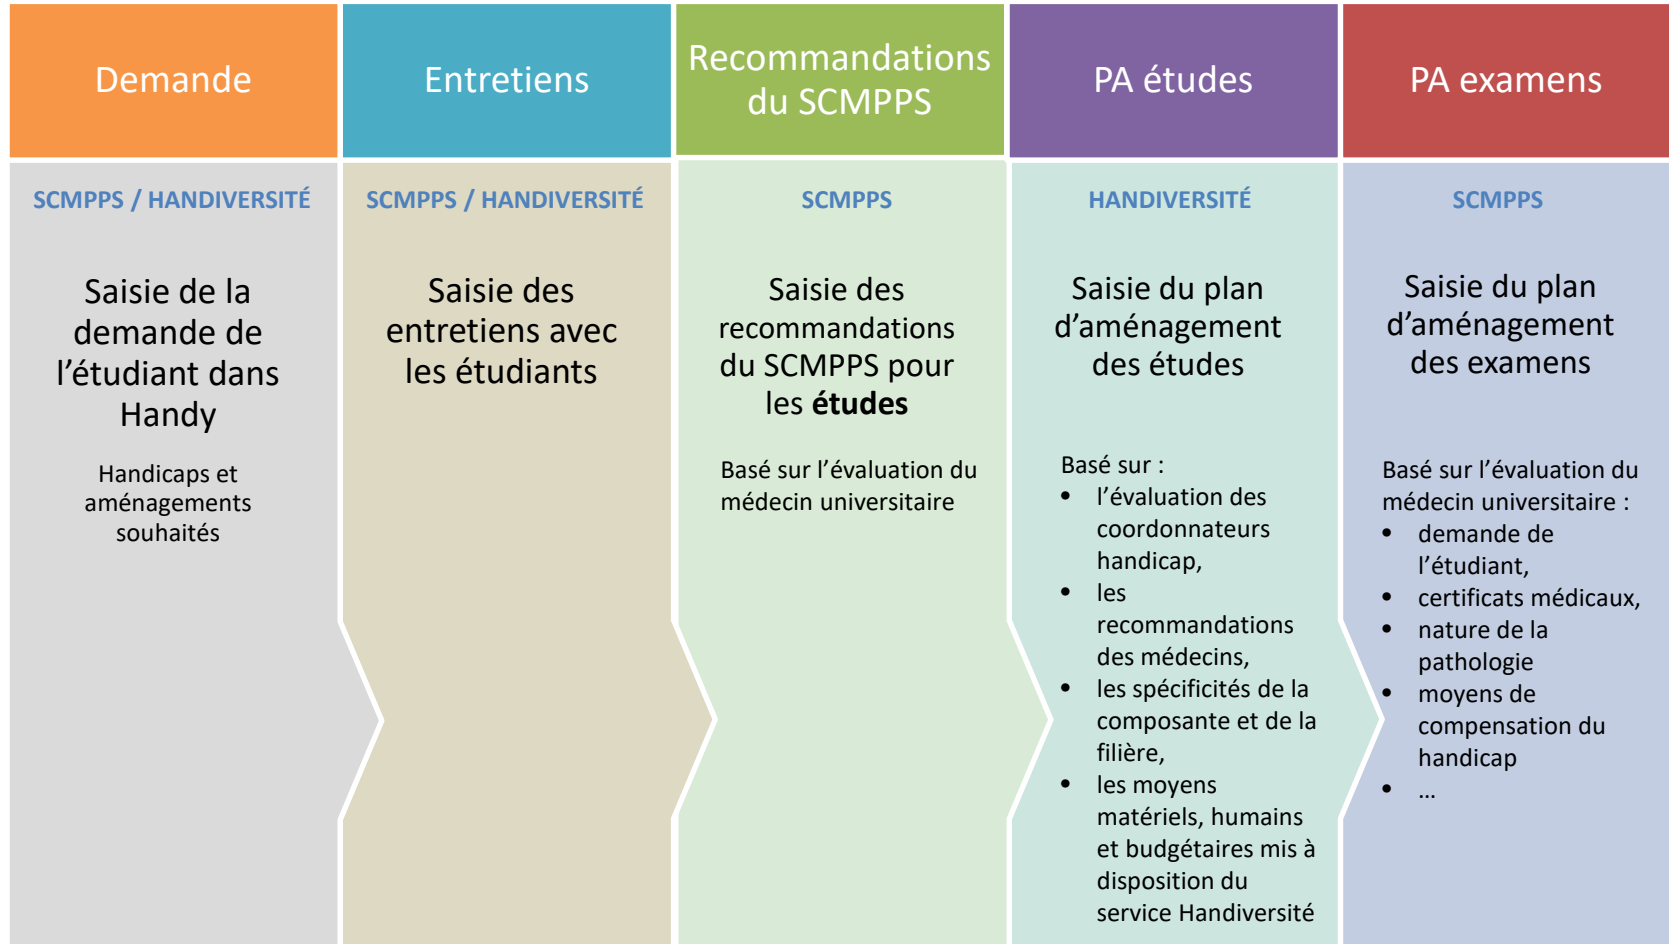 Demande
Entretiens
Recommandations
du SCMPPS
PA études
PA examens
SCMPPS / HANDIVERSITÉ
Saisie de la
demande de
l’étudiant dans
Handy
Handicaps et
aménagements
souhaités
SCMPPS / HANDIVERSITÉ
Saisie des
entretiens avec
les étudiants
SCMPPS
Saisie des
recommandations
du SCMPPS pour
les études
Basé sur l’évaluation du
médecin universitaire
HANDIVERSITÉ
Saisie du plan
d’aménagement
des études
Basé sur :
• l’évaluation des
coordonnateurs
handicap,
• les
recommandations
des médecins,
• les spécificités de la
composante et de la
filière,
• les moyens
matériels, humains
et budgétaires mis à
disposition du
service Handiversité
SCMPPS
Saisie du plan
d’aménagement
des examens
Basé sur l’évaluation du
médecin universitaire :
• demande de
l’étudiant,
• certificats médicaux,
• nature de la
pathologie
• moyens de
compensation du
handicap
• …